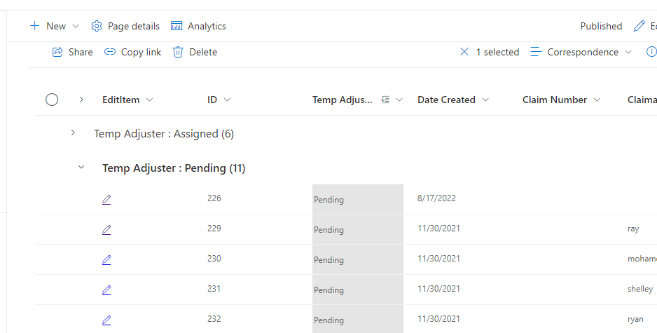 New Page details Analytics Published
Share Copy link Delete 1 selected Correspondence
EditItem ID Temp Adjus... Date Created Claim Number Claima
Temp Adjuster : Assigned (6)
Temp Adjuster : Pending (11)
226 Pending 8/17/2022
229 Pending 11/30/2021 ray
230 Pending 11/30/2021 mohame
231 Pending 11/30/2021 shelley
232 Pending 11/30/2021 ryan